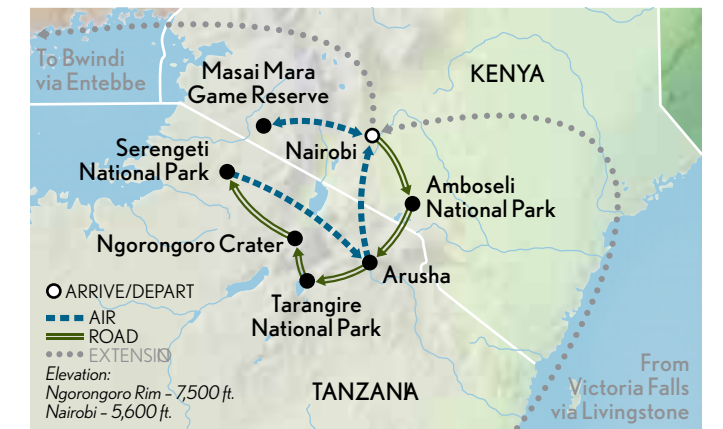 To Bwindi
via Entebbe
Masai Mara
Game Reserve
KENYA
Nairobi
Serengeti
National Park
Amboseli
National Park
Ngorongoro Crater
Arusha
Tarangire
National Park
ARRIVE/DEPART
AIR
ROAD
EXTENSIO
Elevation:
Ngorongoro Rim – 7,500 ft.
Nairobi – 5,600 ft.
TANZANIA
From
Victoria Falls
via Livingstone